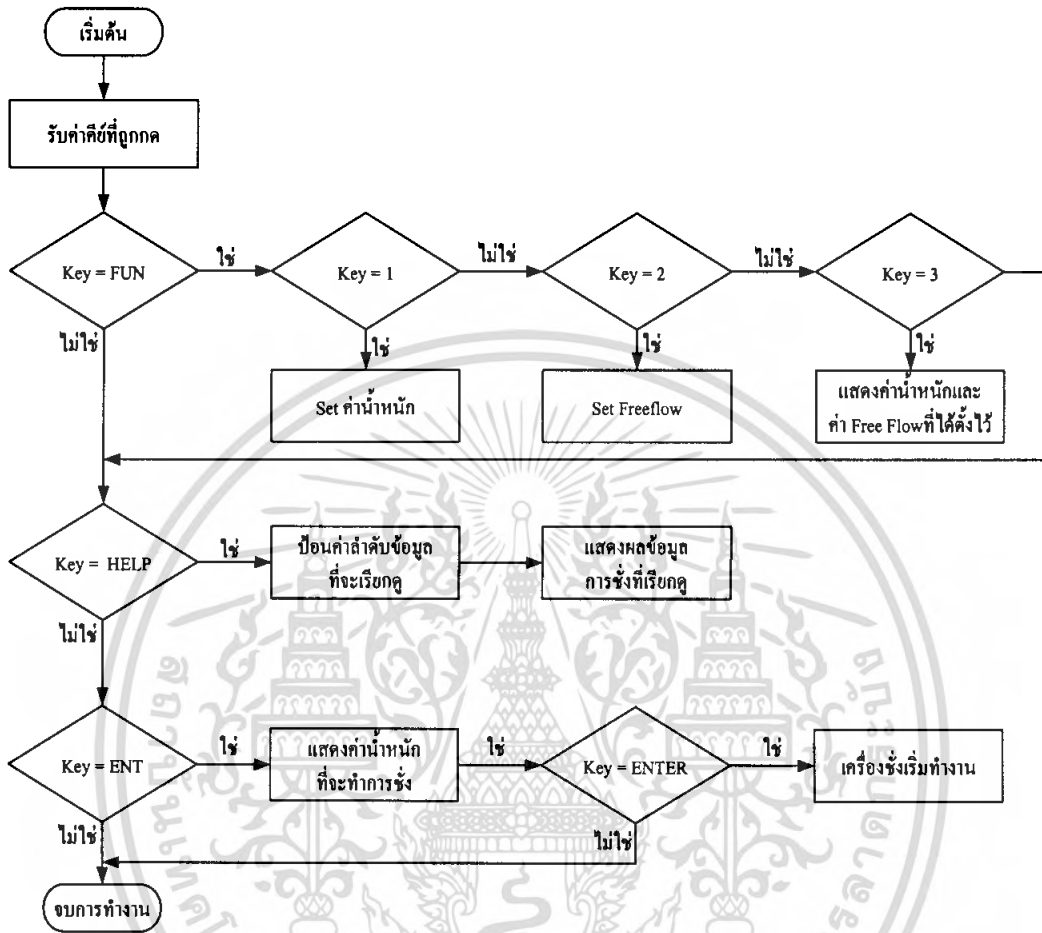 เริ่มต้น
รับค่าคีย์ที่ถูกกด
Key = FUN
ใช่
ไม่ใช่
Key = 1
ไม่ใช่
ใช่
Key = 2
ไม่ใช่
ใช่
Key = 3
ใช่
Set ค่าน้ำหนัก
Set Freeflow
แสดงค่าน้ำหนักและ
ค่า Free Flowที่ได้ตั้งไว้
Key = HELP
ใช่
ไม่ใช่
ป้อนค่าลำดับข้อมูล
ที่จะเรียกดู
แสดงผลข้อมูล
การชั่งที่เรียกดู
Key = ENT
ใช่
ไม่ใช่
แสดงค่าน้ำหนัก
ที่จะทำการชั่ง
ใช่
Key = ENTER
ใช่
ไม่ใช่
เครื่องชั่งเริ่มทำงาน
จบการทำงาน